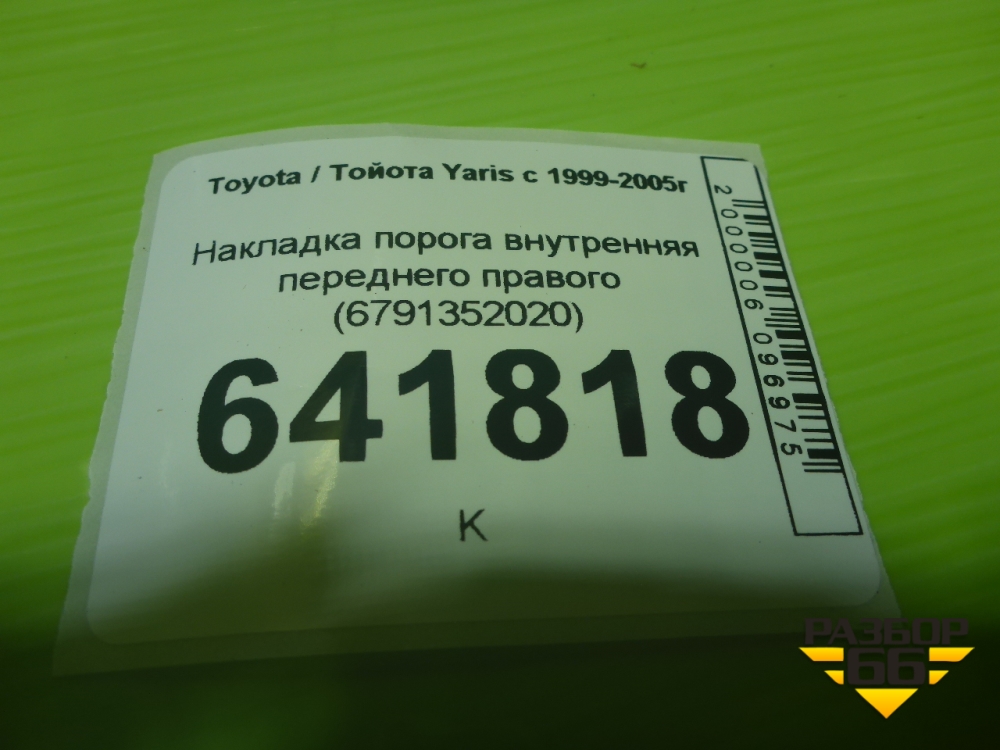 Toyota / Тойота Yaris с 1999-2005г
Накладка порога внутренняя
переднего правого
(6791352020)
641818
К
2000006096975
РАЗБОР
66